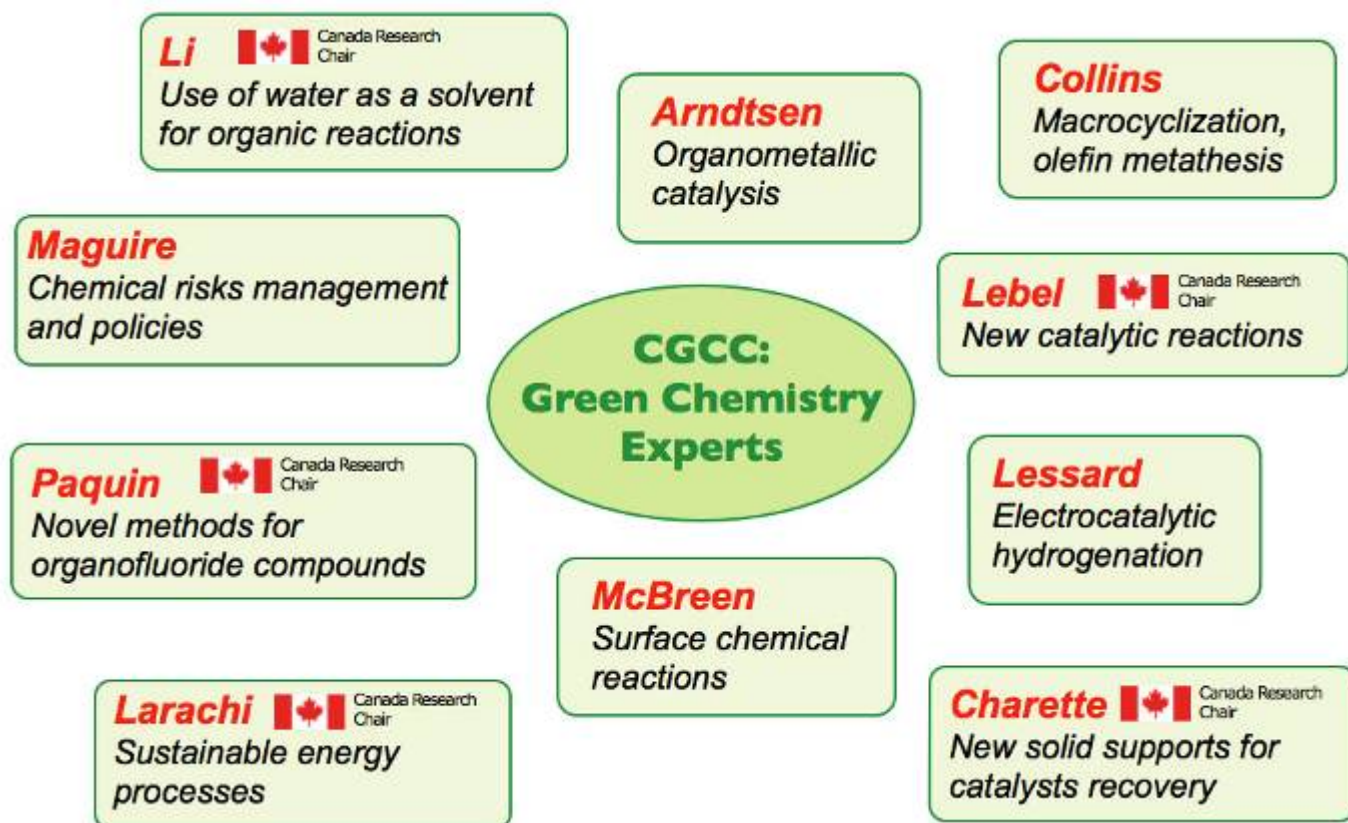 Li Canada Research
Chair
Use of water as a solvent
for organic reactions
Arndtsen
Organometallic
catalysis
Collins
Macrocyclization,
olefin metathesis
Maguire
Chemical risks management
and policies
CGCC:
Green Chemistry
Experts
Lebel Canada Research
Chair
New catalytic reactions
Paquin Canada Research
Chair
Novel methods for
organofluoride compounds
McBreen
Surface chemical
reactions
Lessard
Electrocatalytic
hydrogenation
Larachi Canada Research
Chair
Sustainable energy
processes
Charette Canada Research
Chair
New solid supports for
catalysts recovery